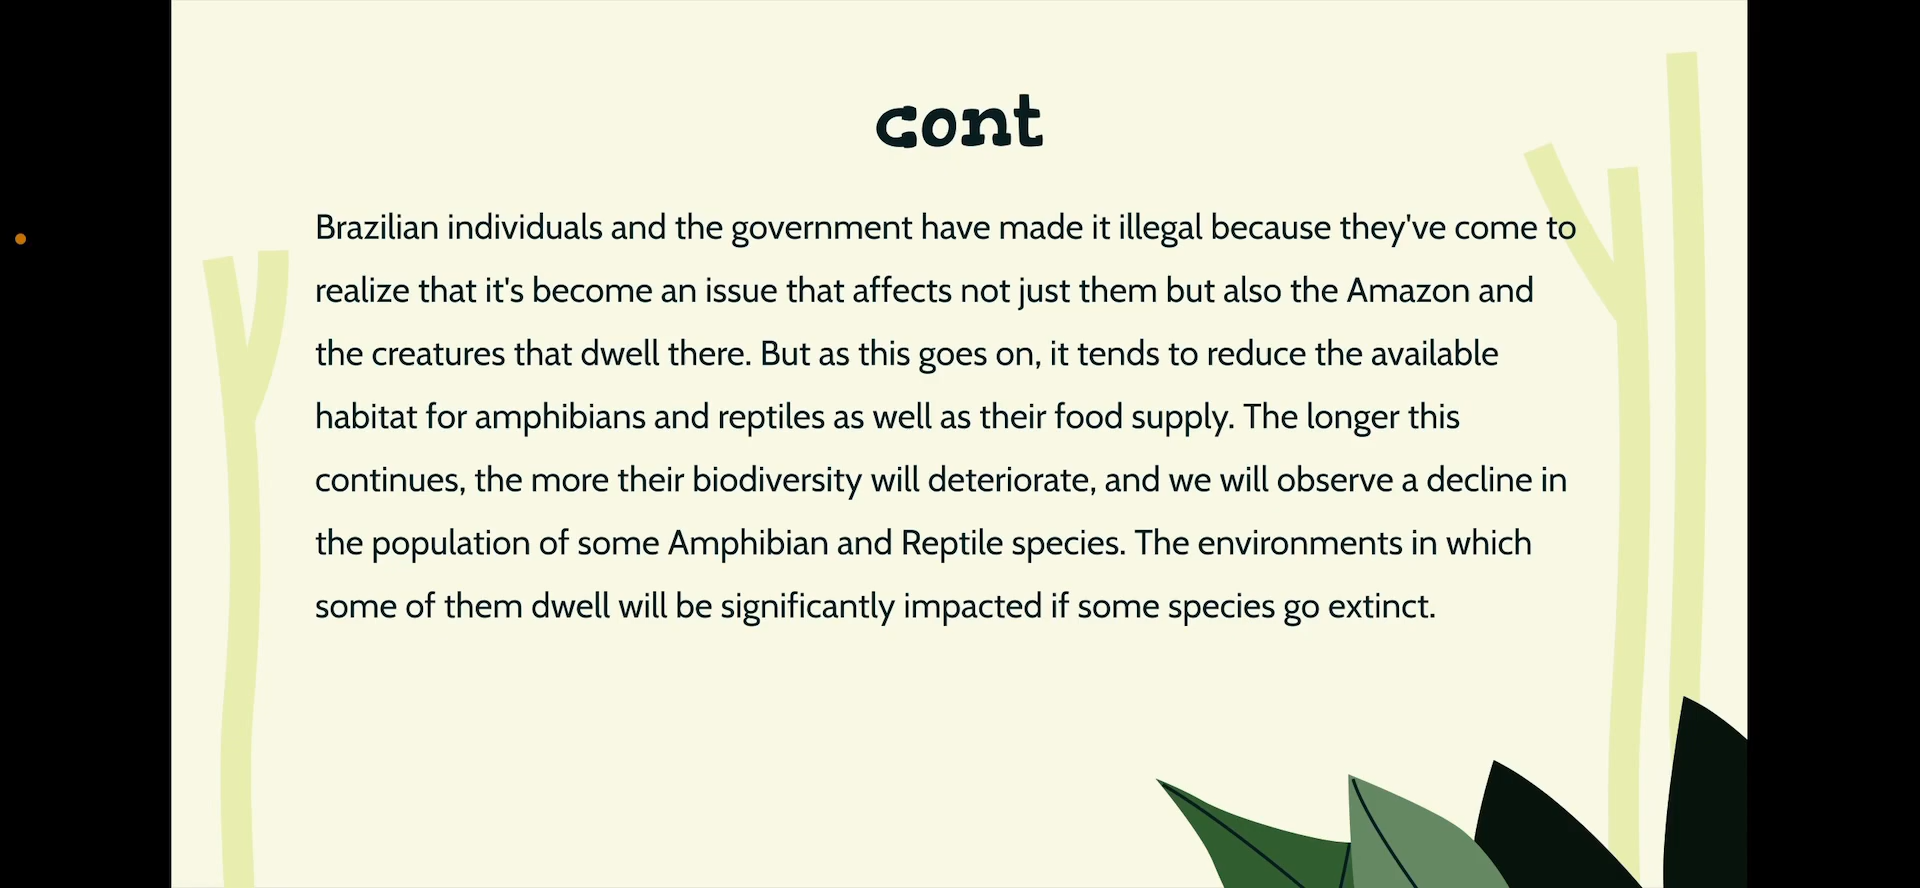 cont
Brazilian individuals and the government have made it illegal because they've come to
realize that it's become an issue that affects not just them but also the Amazon and
the creatures that dwell there. But as this goes on, it tends to reduce the available
habitat for amphibians and reptiles as well as their food supply. The longer this
continues, the more their biodiversity will deteriorate, and we will observe a decline in
the population of some Amphibian and Reptile species. The environments in which
some of them dwell will be significantly impacted if some species go extinct.